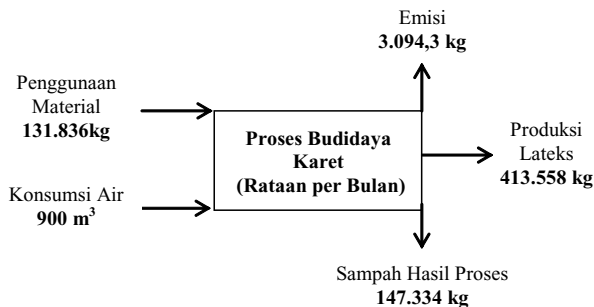 Emisi
3.094,3 kg
Penggunaan
Material
131.836kg
Proses Budidaya
Karet
(Rataan per Bulan)
Produksi
Lateks
413.558 kg
Konsumsi Air
900 m³
Sampah Hasil Proses
147.334 kg